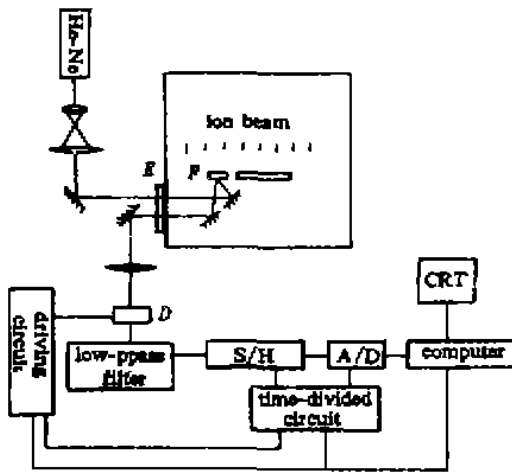 He-Ne
ion beam
E
F
CRT
D
driving
circuit
low-ppass
filter
S/H
A/D
computer
time-divided
circuit